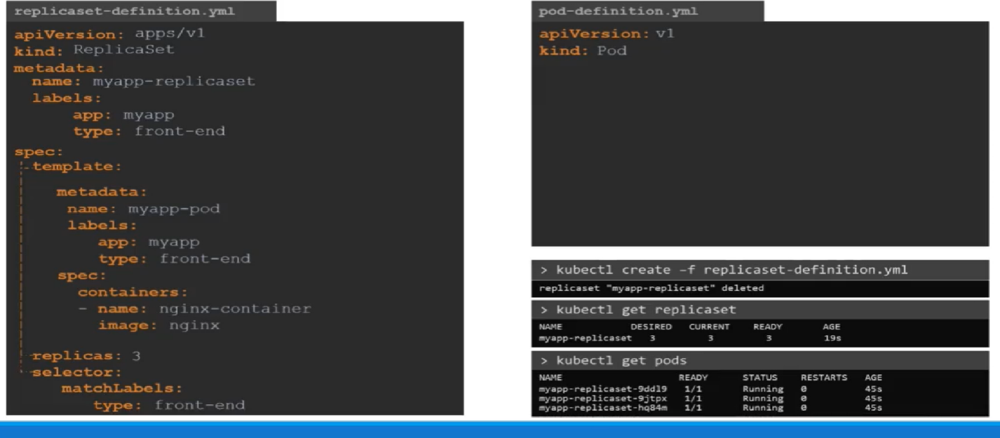 replicaset-definition.yml
apiVersion: apps/v1
kind: ReplicaSet
metadata:
name: myapp-replicaset
labels:
app: myapp
type: front-end
spec:
template:
metadata:
name: myapp-pod
labels:
app: myapp
type: front-end
spec:
containers:
- name: nginx-container
image: nginx
replicas: 3
selector:
matchLabels:
type: front-end
pod-definition.yml
apiVersion: v1
kind: Pod
> kubectl create -f replicaset-definition.yml
replicaset "myapp-replicaset" deleted
> kubectl get replicaset
NAME DESIRED CURRENT READY AGE
myapp-replicaset 3 3 3 19s
> kubectl get pods
NAME READY STATUS RESTARTS AGE
myapp-replicaset-9ddl9 1/1 Running 0 45s
myapp-replicaset-9jtpx 1/1 Running 0 45s
myapp-replicaset-hq84m 1/1 Running 0 45s